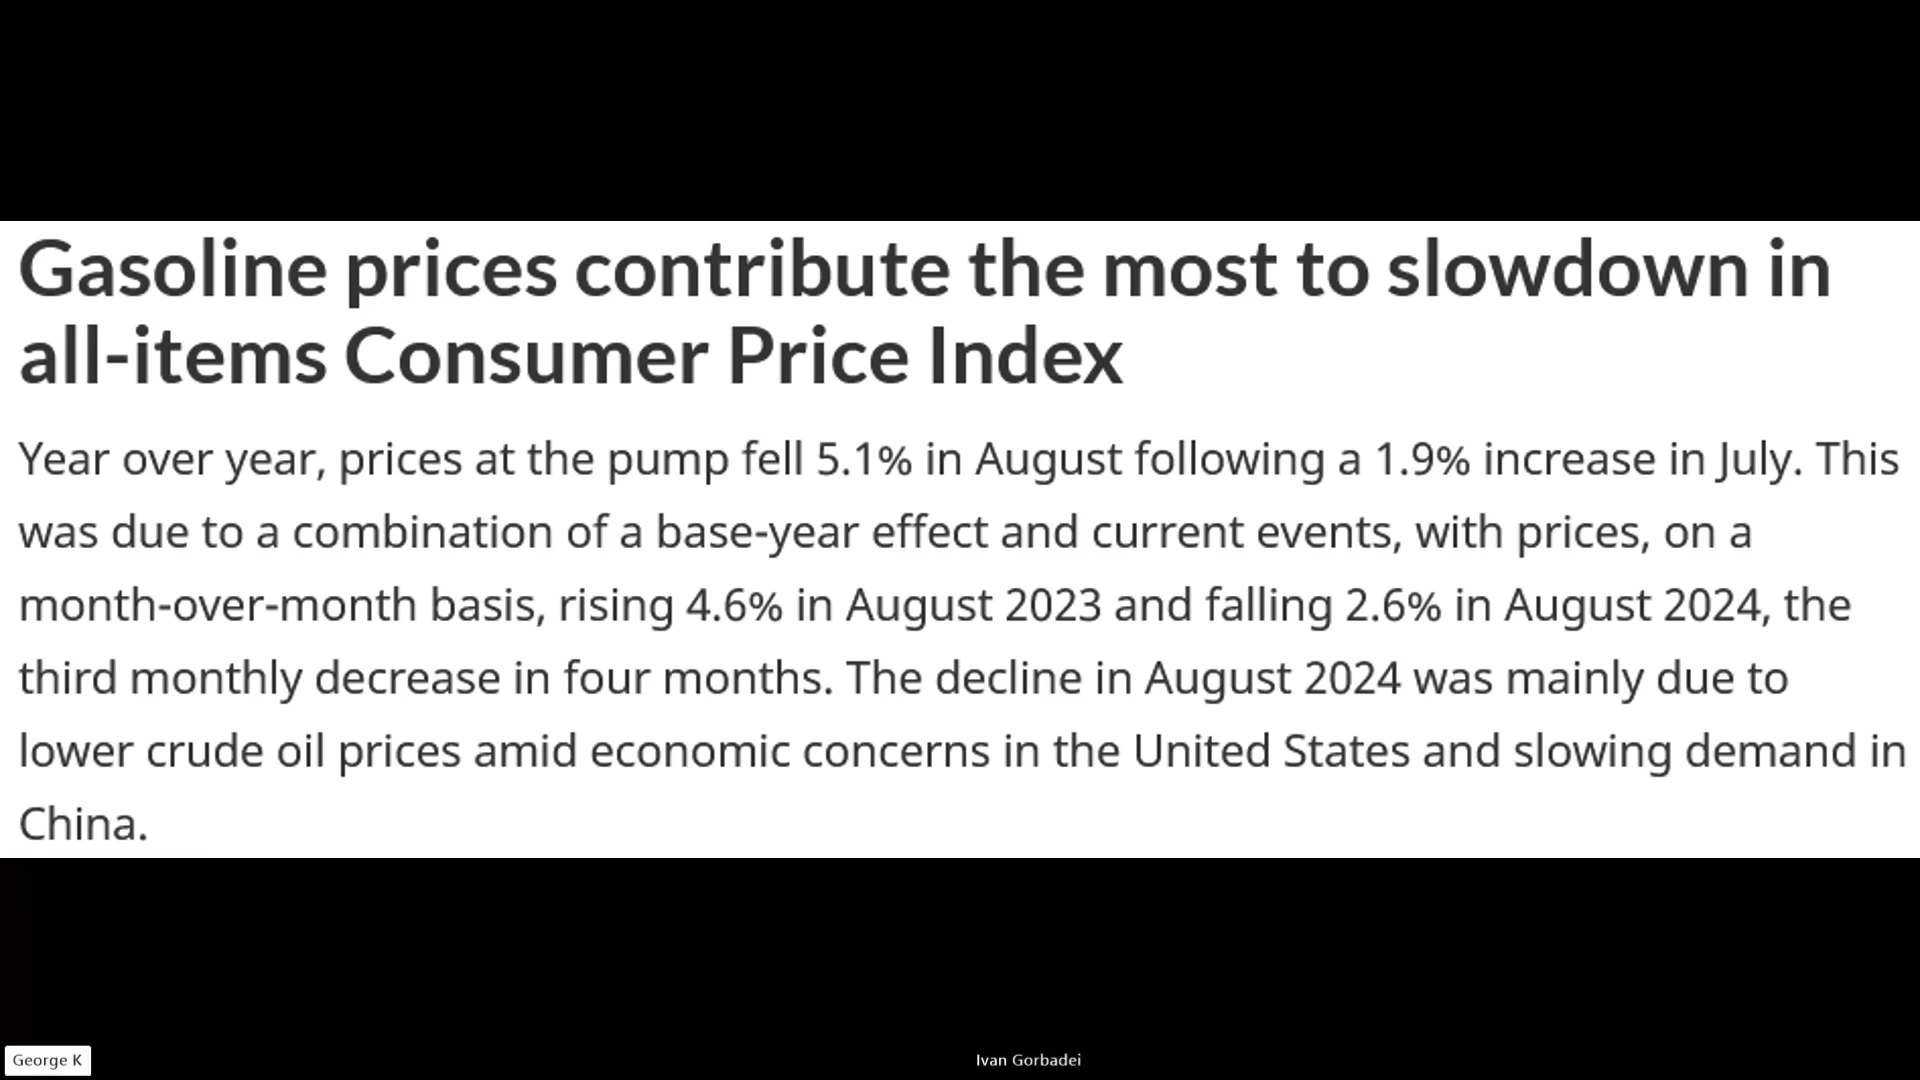 Gasoline prices contribute the most to slowdown in
all-items Consumer Price Index
Year over year, prices at the pump fell 5.1% in August following a 1.9% increase in July. This
was due to a combination of a base-year effect and current events, with prices, on a
month-over-month basis, rising 4.6% in August 2023 and falling 2.6% in August 2024, the
third monthly decrease in four months. The decline in August 2024 was mainly due to
lower crude oil prices amid economic concerns in the United States and slowing demand in
China.
George K
Ivan Gorbadei